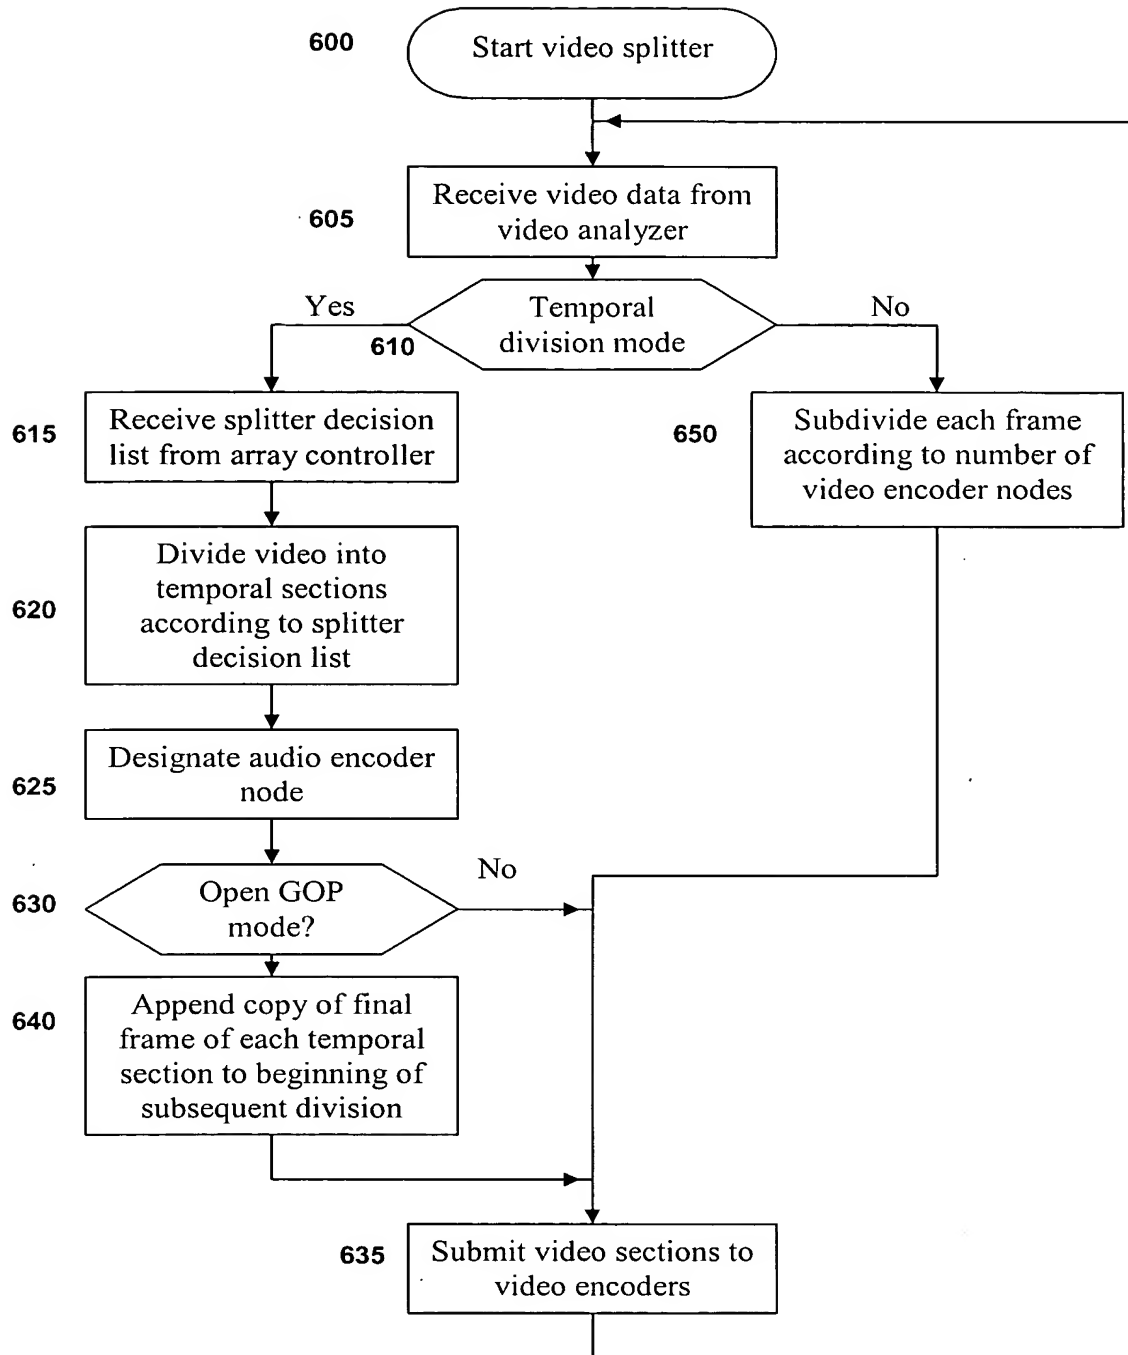 600
Start video splitter
605
Receive video data from
video analyzer
Yes
610
Temporal
division mode
No
615
Receive splitter decision
list from array controller
650
Subdivide each frame
according to number of
video encoder nodes
620
Divide video into
temporal sections
according to splitter
decision list
625
Designate audio encoder
node
630
Open GOP
mode?
No
640
Append copy of final
frame of each temporal
section to beginning of
subsequent division
635
Submit video sections to
video encoders